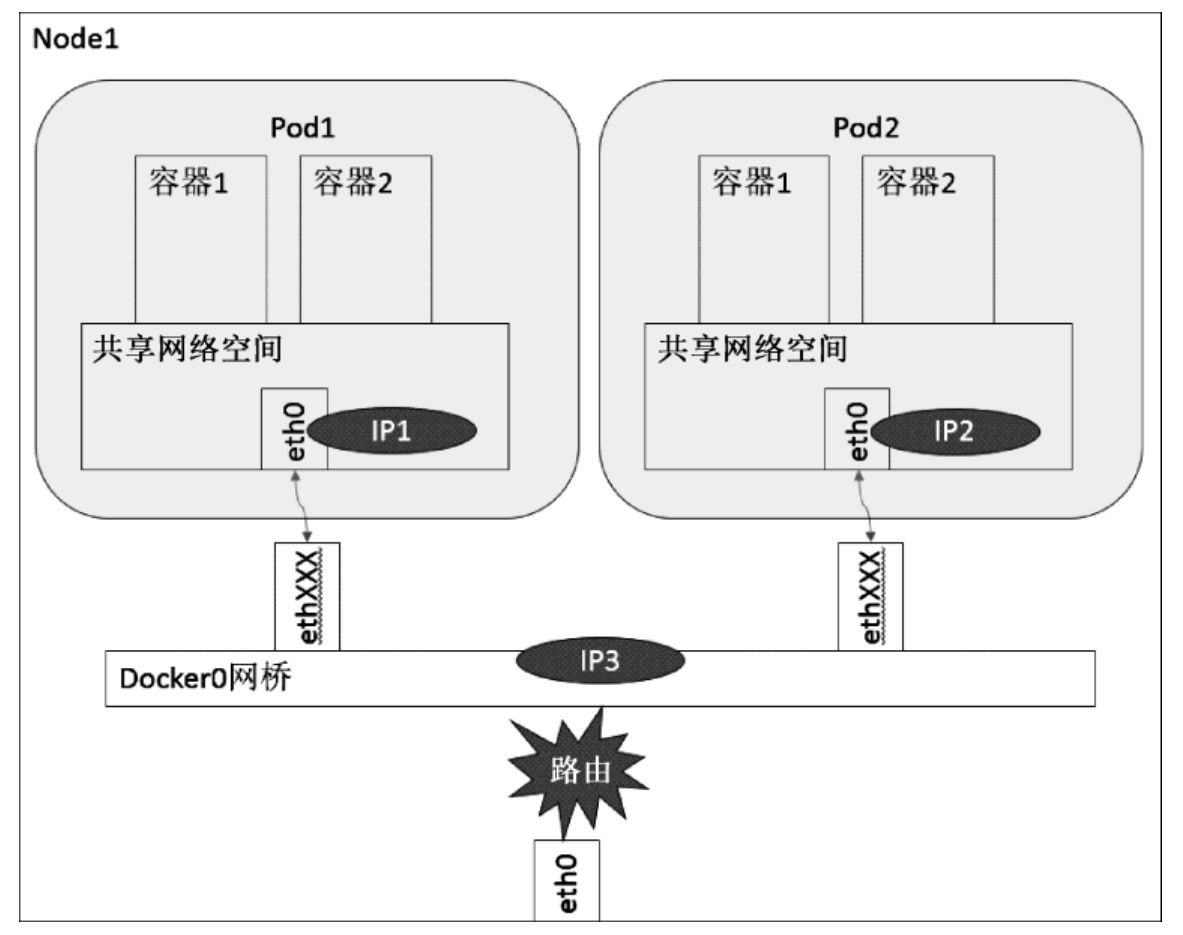 Node1
Pod1
容器1
容器2
共享网络空间
eth0
IP1
Pod2
容器1
容器2
共享网络空间
eth0
IP2
ethXXX
ethXXX
Docker0网桥
IP3
路由
eth0